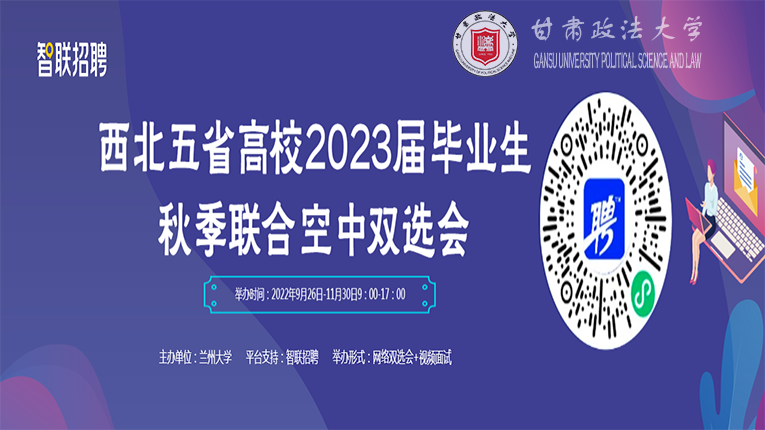 智联招聘
甘肃政法大学
GANSU UNIVERSITY POLITICAL SCIENCE AND LAW
西北五省高校2023届毕业生
秋季联合空中双选会
举办时间：2022年9月26日-11月30日9：00-17：00
主办单位：兰州大学 平台支持：智联招聘 举办形式：网络双选会+视频面试
聘